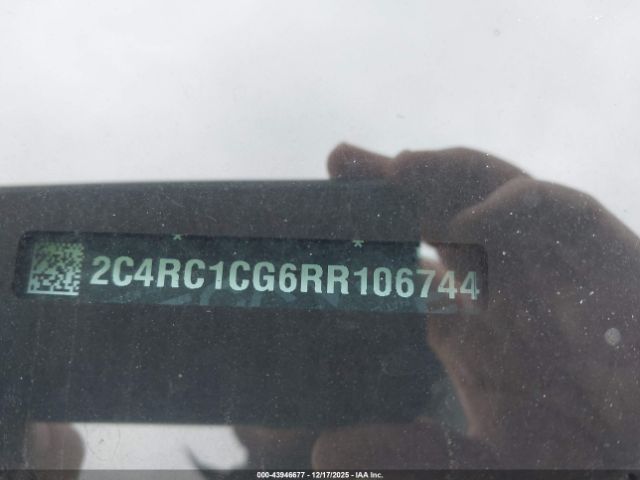 * *
2C4RC1CG6RR106744
000-43946677 - 12/17/2025 - IAA Inc.